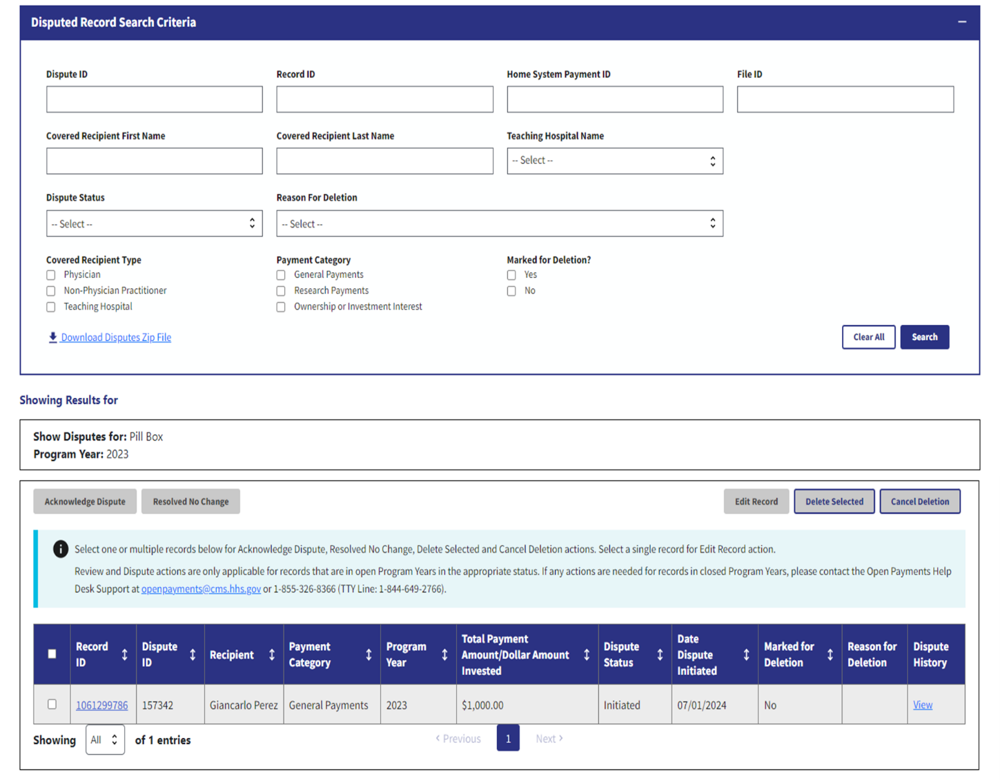 Disputed Record Search Criteria
Dispute ID
Record ID
Home System Payment ID
File ID
Covered Recipient First Name
Covered Recipient Last Name
Teaching Hospital Name
-- Select --
Dispute Status
Reason For Deletion
-- Select --
-- Select --
Covered Recipient Type
Payment Category
Marked for Deletion?
Physician
General Payments
Yes
Non-Physician Practitioner
Research Payments
No
Teaching Hospital
Ownership or Investment Interest
Download Disputes Zip File
Clear All
Search
Showing Results for
Show Disputes for: Pill Box
Program Year: 2023
Acknowledge Dispute
Resolved No Change
Edit Record
Delete Selected
Cancel Deletion
Select one or multiple records below for Acknowledge Dispute, Resolved No Change, Delete Selected and Cancel Deletion actions. Select a single record for Edit Record action.
Review and Dispute actions are only applicable for records that are in open Program Years in the appropriate status. If any actions are needed for records in closed Program Years, please contact the Open Payments Help
Desk Support at openpayments@cms.hhs.gov or 1-855-326-8366 (TTY Line: 1-844-649-2766).
Record
ID
Dispute
ID
Recipient
Payment
Category
Program
Year
Total Payment
Amount/Dollar Amount
Invested
Dispute
Status
Date
Dispute
Initiated
Marked for
Deletion
Reason for
Deletion
Dispute
History
1061299786
157342
Giancarlo Perez
General Payments
2023
$1,000.00
Initiated
07/01/2024
No
View
Showing All of 1 entries
‹ Previous
1
Next ›